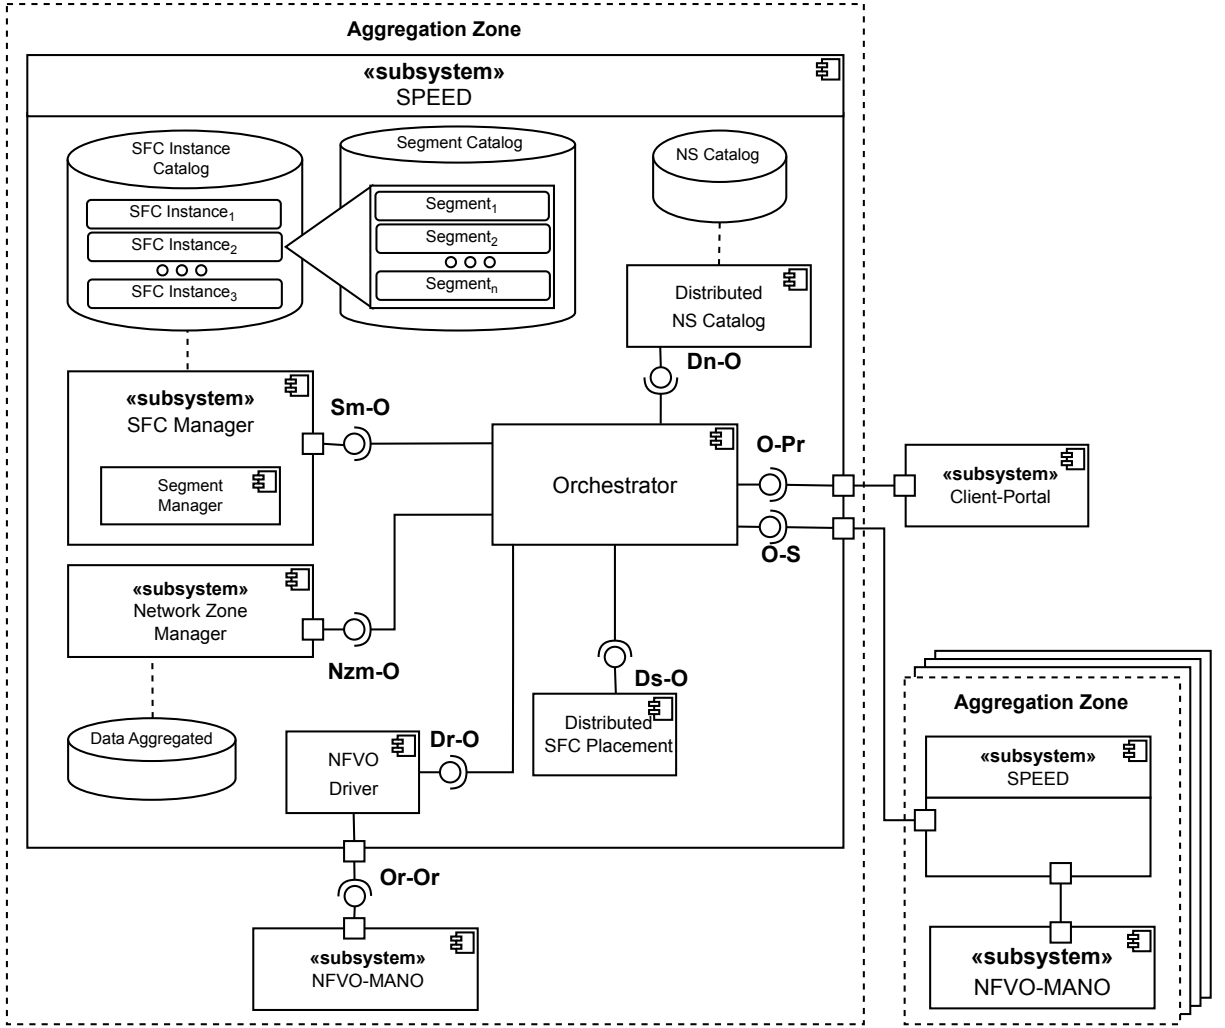 Aggregation Zone
«subsystem»
SPEED
SFC Instance
Catalog
SFC Instance1
SFC Instance2
SFC Instance3
Segment Catalog
Segment1
Segment2
Segmentn
NS Catalog
Distributed
NS Catalog
Dn-O
«subsystem»
SFC Manager
Segment
Manager
Sm-O
Orchestrator
O-Pr
O-S
«subsystem»
Client-Portal
«subsystem»
Network Zone
Manager
Nzm-O
Data Aggregated
NFVO
Driver
Dr-O
Ds-O
Distributed
SFC Placement
Or-Or
«subsystem»
NFVO-MANO
Aggregation Zone
«subsystem»
SPEED
«subsystem»
NFVO-MANO